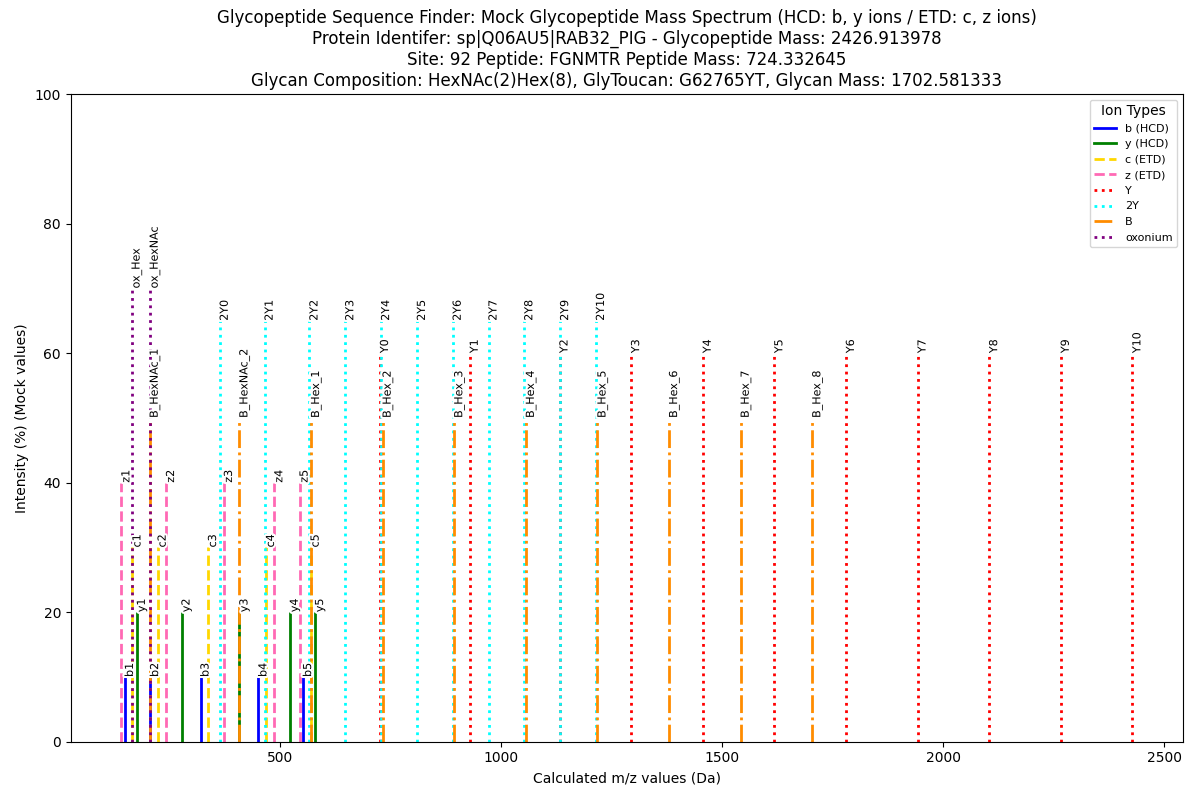 Glycopeptide Sequence Finder: Mock Glycopeptide Mass Spectrum (HCD: b, y ions / ETD: c, z ions)
Protein Identifer: sp|Q06AU5|RAB32_PIG - Glycopeptide Mass: 2426.913978
Site: 92 Peptide: FGNMTR Peptide Mass: 724.332645
Glycan Composition: HexNAc(2)Hex(8), GlyToucan: G62765YT, Glycan Mass: 1702.581333
Ion Types
b (HCD)
y (HCD)
c (ETD)
z (ETD)
Y
2Y
B
oxonium
Intensity (%) (Mock values)
100
80
60
40
20
0
ox_Hex
ox_HexNAc
2Y0
2Y1
2Y2
2Y3
2Y4
2Y5
2Y6
2Y7
2Y8
2Y9
2Y10
Y0
Y1
Y2
Y3
Y4
Y5
Y6
Y7
Y8
Y9
Y10
B_HexNAc_1
B_HexNAc_2
B_Hex_1
B_Hex_2
B_Hex_3
B_Hex_4
B_Hex_5
B_Hex_6
B_Hex_7
B_Hex_8
z1
z2
z3
z4
z5
c1
c2
c3
c4
c5
y1
y2
y3
y4
y5
b1
b2
b3
b4
b5
500
1000
1500
2000
2500
Calculated m/z values (Da)